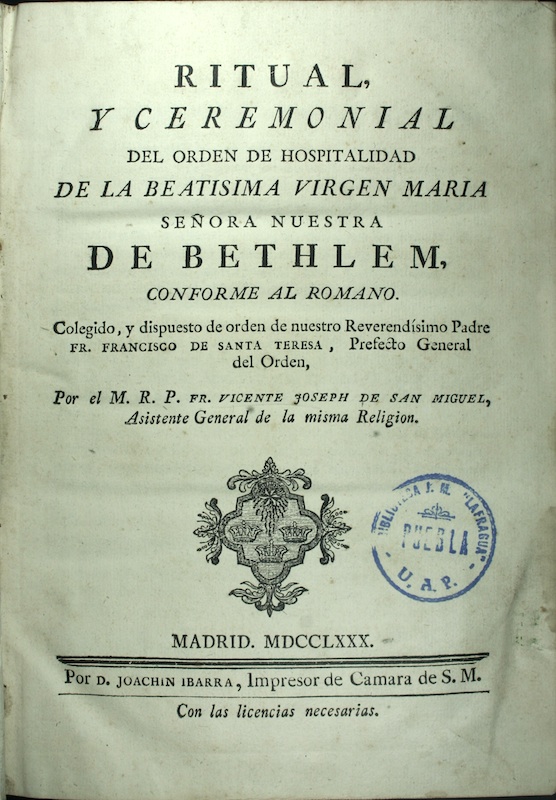 RITUAL,
Y CEREMONIAL
DEL ORDEN DE HOSPITALIDAD
DE LA BEATISIMA VIRGEN MARIA
SEÑORA NUESTRA
DE BETHLEM,
CONFORME AL ROMANO.
Colegido, y dispuesto de orden de nuestro Reverendísimo Padre
FR. FRANCISCO DE SANTA TERESA, Prefecto General
del Orden,
Por el M. R. P. FR. VICENTE JOSEPH DE SAN MIGUEL,
Asistente General de la misma Religion.
BIBLIOTECA J. M. "LAFRAGUA"
PUEBLA
U. A. P.
MADRID. MDCCLXXX.
Por D. JOACHIN IBARRA, Impresor de Camara de S. M.
Con las licencias necesarias.